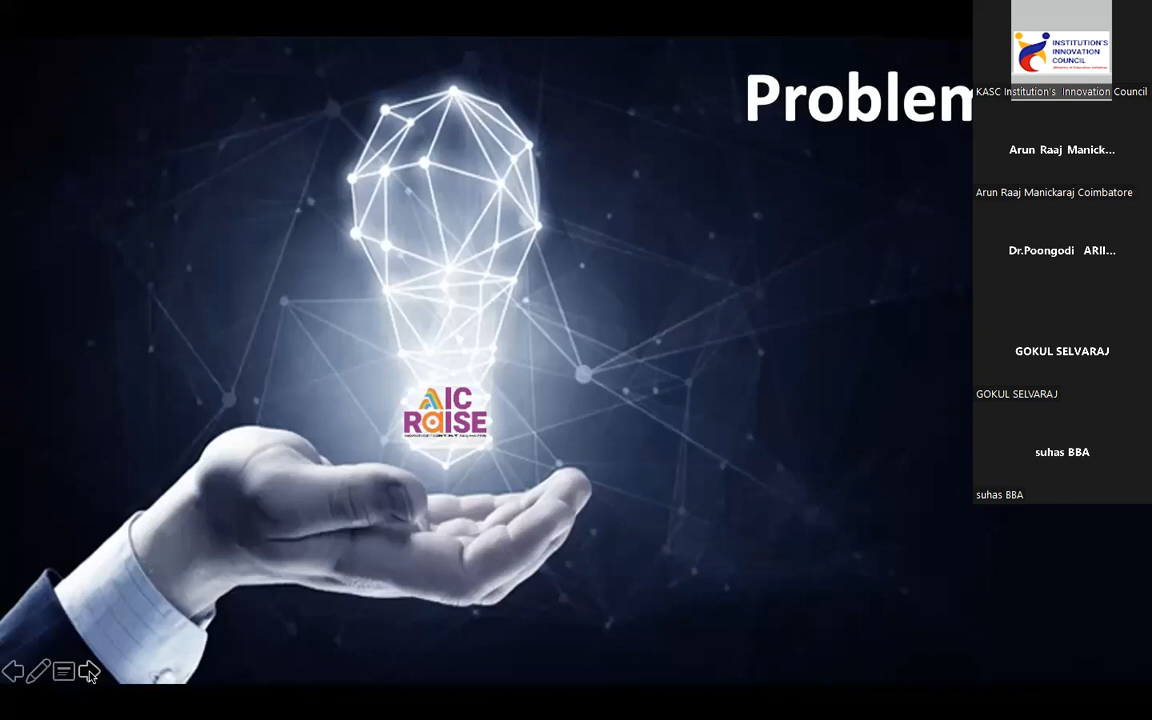 Problem
INSTITUTION'S
INNOVATION
COUNCIL
KASC Institution's Innovation Council
Arun Raaj Manick...
Arun Raaj Manickaraj Coimbatore
Dr.Poongodi ARII...
GOKUL SELVARAJ
GOKUL SELVARAJ
suhas BBA
suhas BBA
AIC
RAISE